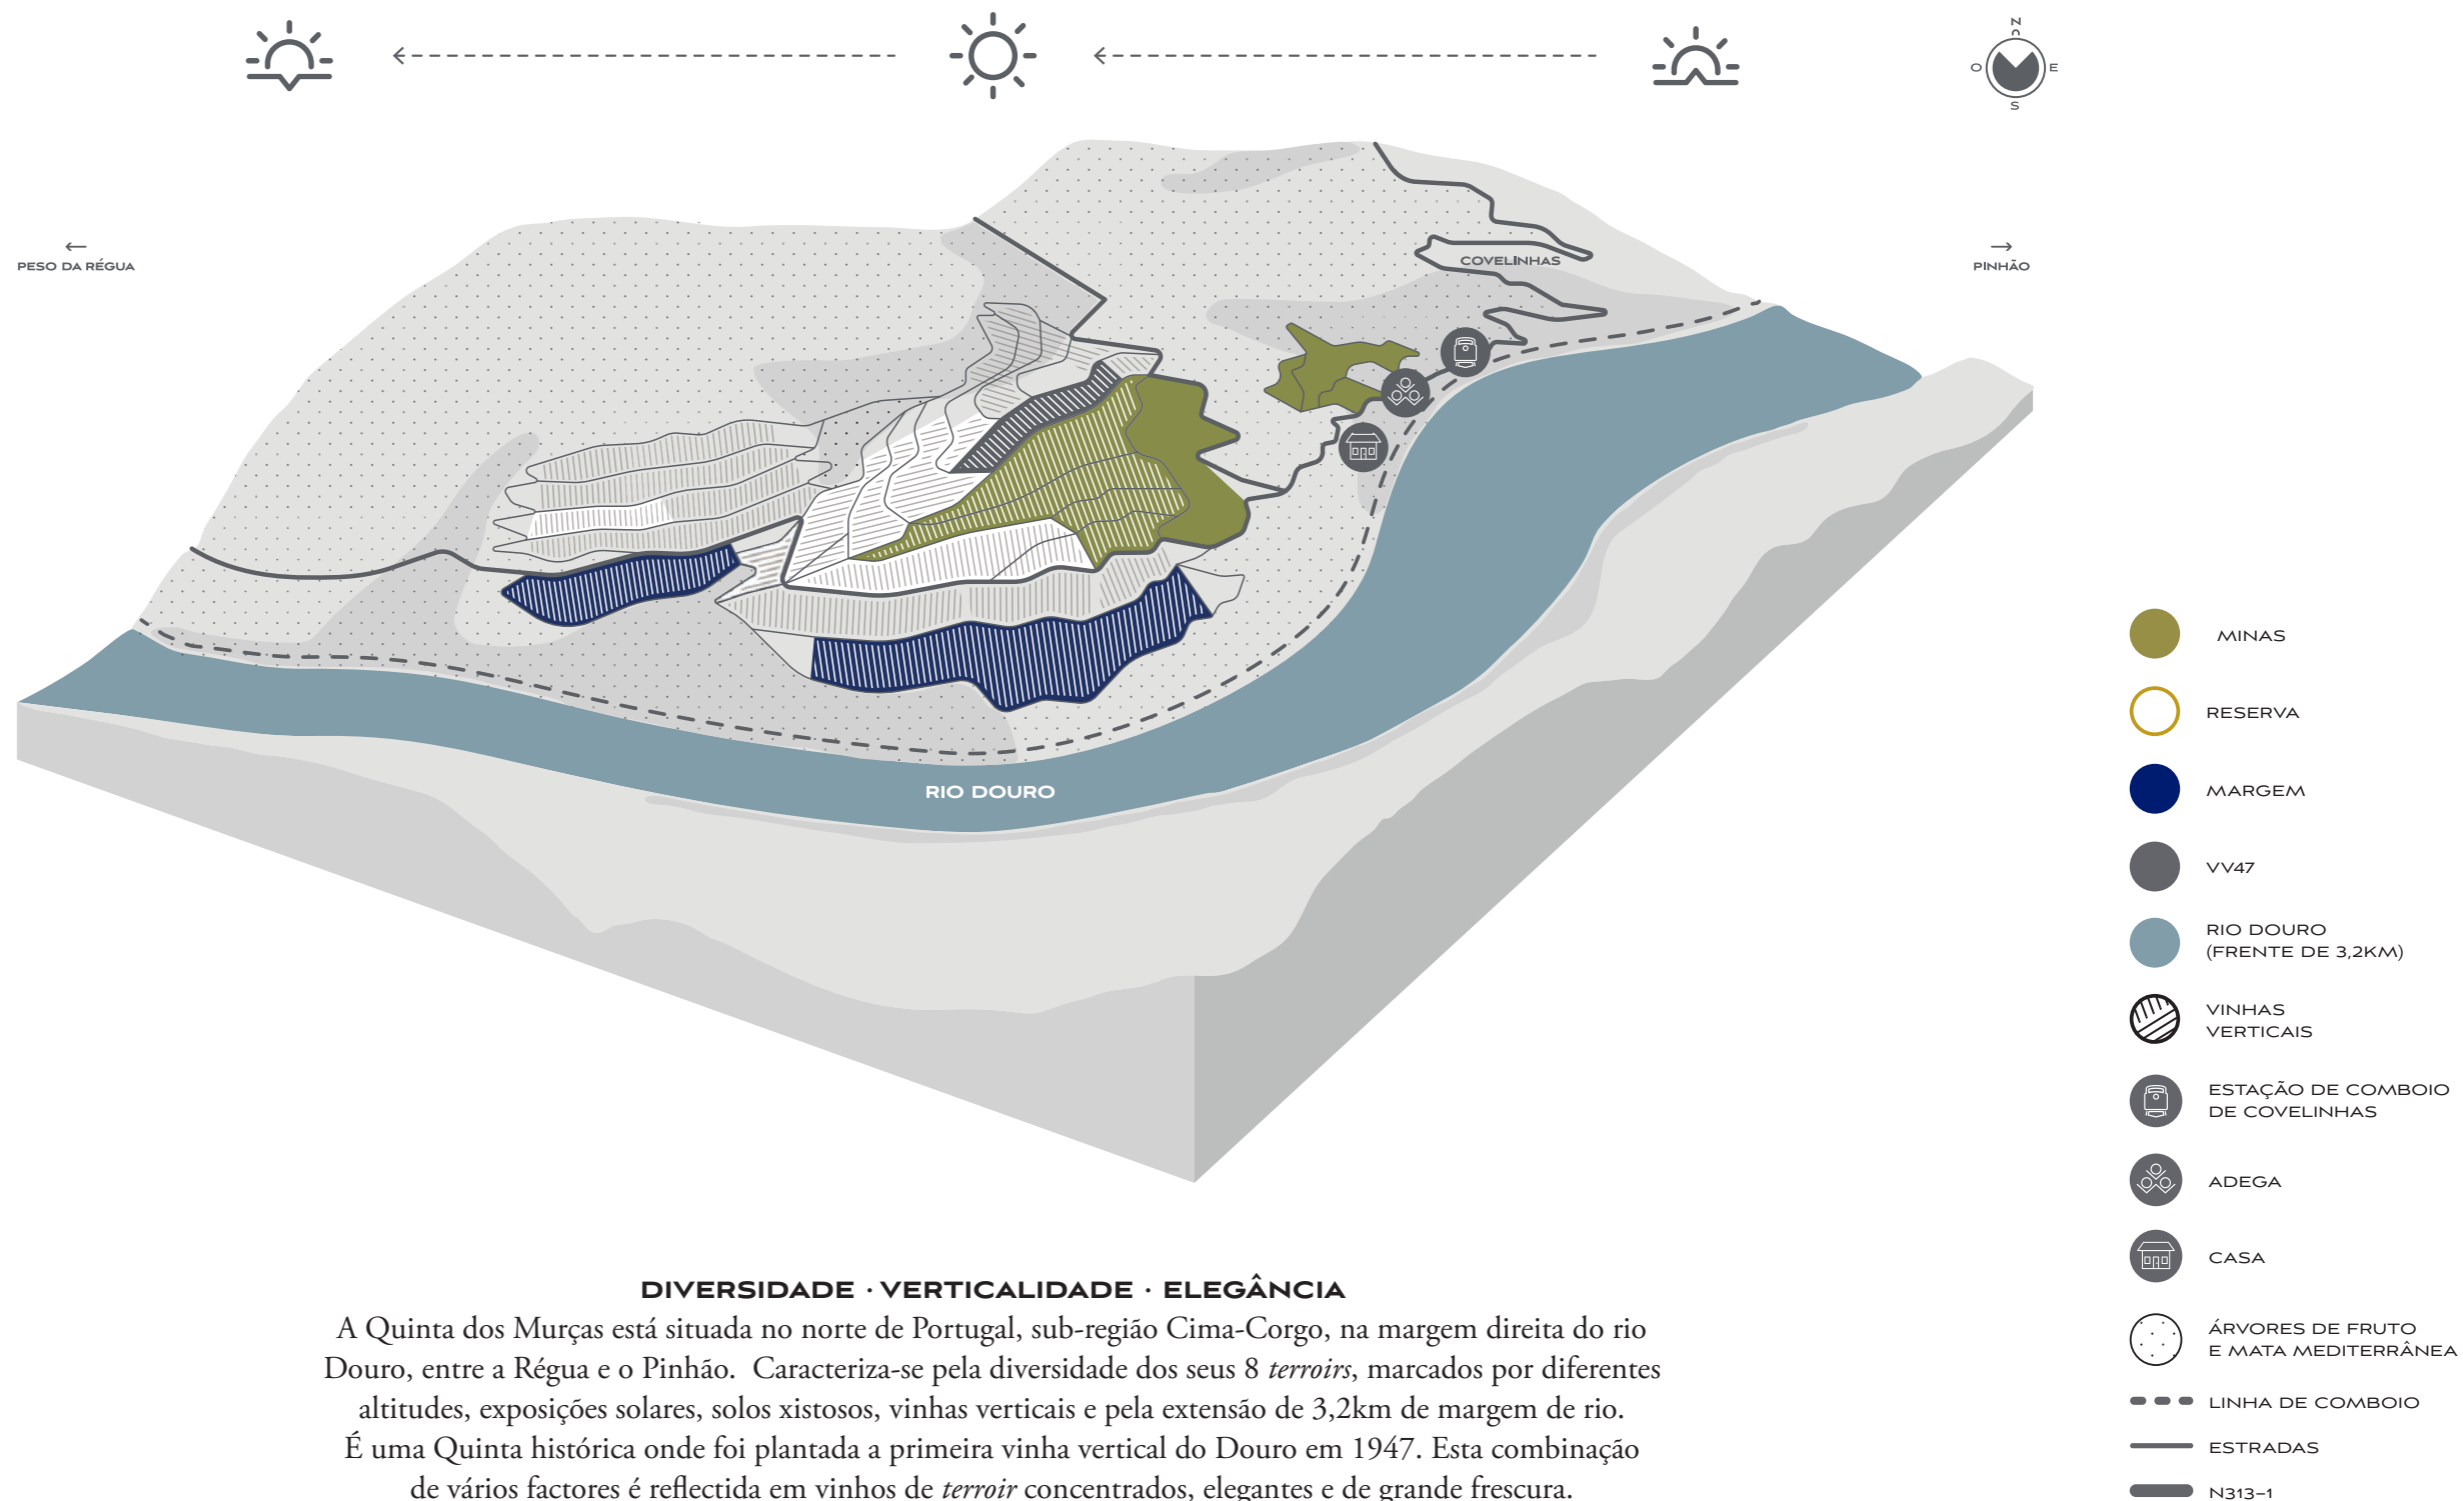 N
O
E
S
PESO DA RÉGUA
PINHÃO
COVELINHAS
RIO DOURO
MINAS
RESERVA
MARGEM
VV47
RIO DOURO
(FRENTE DE 3,2KM)
VINHAS
VERTICAIS
ESTAÇÃO DE COMBOIO
DE COVELINHAS
ADEGA
CASA
ÁRVORES DE FRUTO
E MATA MEDITERRÂNEA
LINHA DE COMBOIO
ESTRADAS
N313-1
DIVERSIDADE · VERTICALIDADE · ELEGÂNCIA
A Quinta dos Murças está situada no norte de Portugal, sub-região Cima-Corgo, na margem direita do rio
Douro, entre a Régua e o Pinhão. Caracteriza-se pela diversidade dos seus 8 terroirs, marcados por diferentes
altitudes, exposições solares, solos xistosos, vinhas verticais e pela extensão de 3,2km de margem de rio.
É uma Quinta histórica onde foi plantada a primeira vinha vertical do Douro em 1947. Esta combinação
de vários factores é reflectida em vinhos de terroir concentrados, elegantes e de grande frescura.